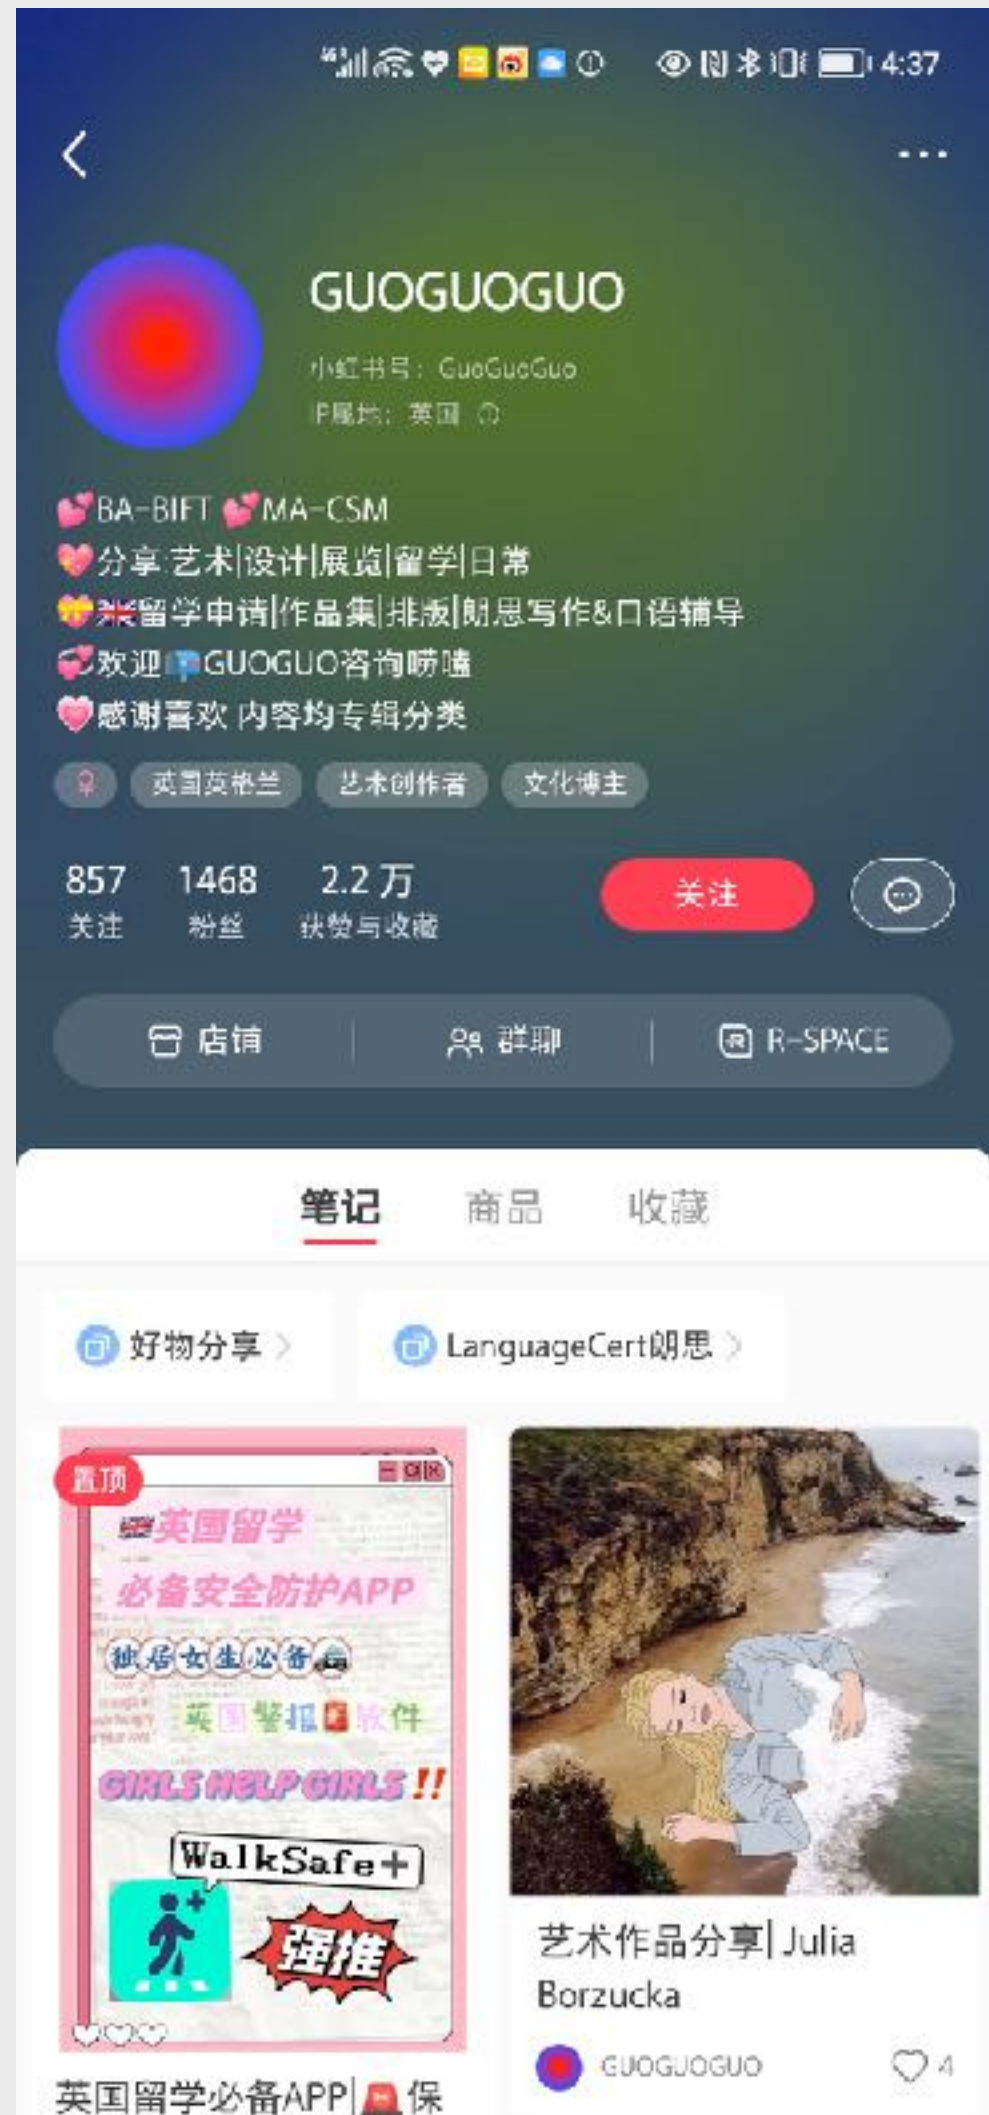 4:37
GUOGUOGUO
小红书号：GuoGuoGuo
IP属地：英国
BA-BIFT MA-CSM
分享:艺术|设计|展览|留学|日常
留学申请|作品集|排版|朗思写作&口语辅导
欢迎GUOGUO咨询唠嗑
感谢喜欢 内容均专辑分类
英国英格兰 艺术创作者 文化博主
857 1468 2.2 万
关注 粉丝 获赞与收藏
关注
店铺 群聊 R-SPACE
笔记 商品 收藏
好物分享 LanguageCert朗思
置顶
英国留学
必备安全防护APP
独居女生必备
英国警报软件
GIRLS HELP GIRLS !!
WalkSafe+
强推
英国留学必备APP|保
艺术作品分享| Julia
Borzucka
GUOGUOGUO 4